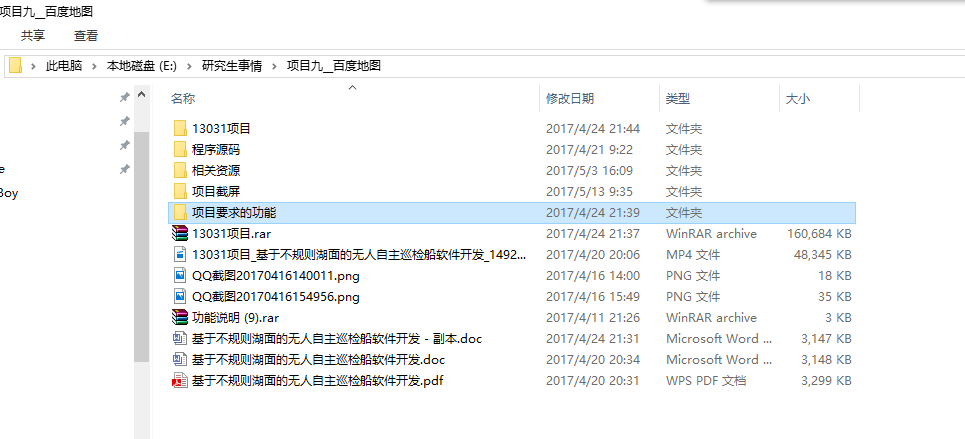 项目九__百度地图
共享 查看
此电脑 › 本地磁盘 (E:) › 研究生事情 › 项目九__百度地图
名称 修改日期 类型 大小
13031项目 2017/4/24 21:44 文件夹
程序源码 2017/4/21 9:22 文件夹
e 相关资源 2017/5/3 16:09 文件夹
Boy 项目截屏 2017/5/13 9:35 文件夹
项目要求的功能 2017/4/24 21:39 文件夹
13031项目.rar 2017/4/24 21:37 WinRAR archive 160,684 KB
13031项目_基于不规则湖面的无人自主巡检船软件开发_1492... 2017/4/20 20:06 MP4 文件 48,345 KB
QQ截图20170416140011.png 2017/4/16 14:00 PNG 文件 18 KB
QQ截图20170416154956.png 2017/4/16 15:49 PNG 文件 35 KB
功能说明 (9).rar 2017/4/11 21:26 WinRAR archive 3 KB
基于不规则湖面的无人自主巡检船软件开发 - 副本.doc 2017/4/24 21:31 Microsoft Word ... 3,147 KB
基于不规则湖面的无人自主巡检船软件开发.doc 2017/4/20 20:34 Microsoft Word ... 3,148 KB
基于不规则湖面的无人自主巡检船软件开发.pdf 2017/4/20 20:31 WPS PDF 文档 3,299 KB